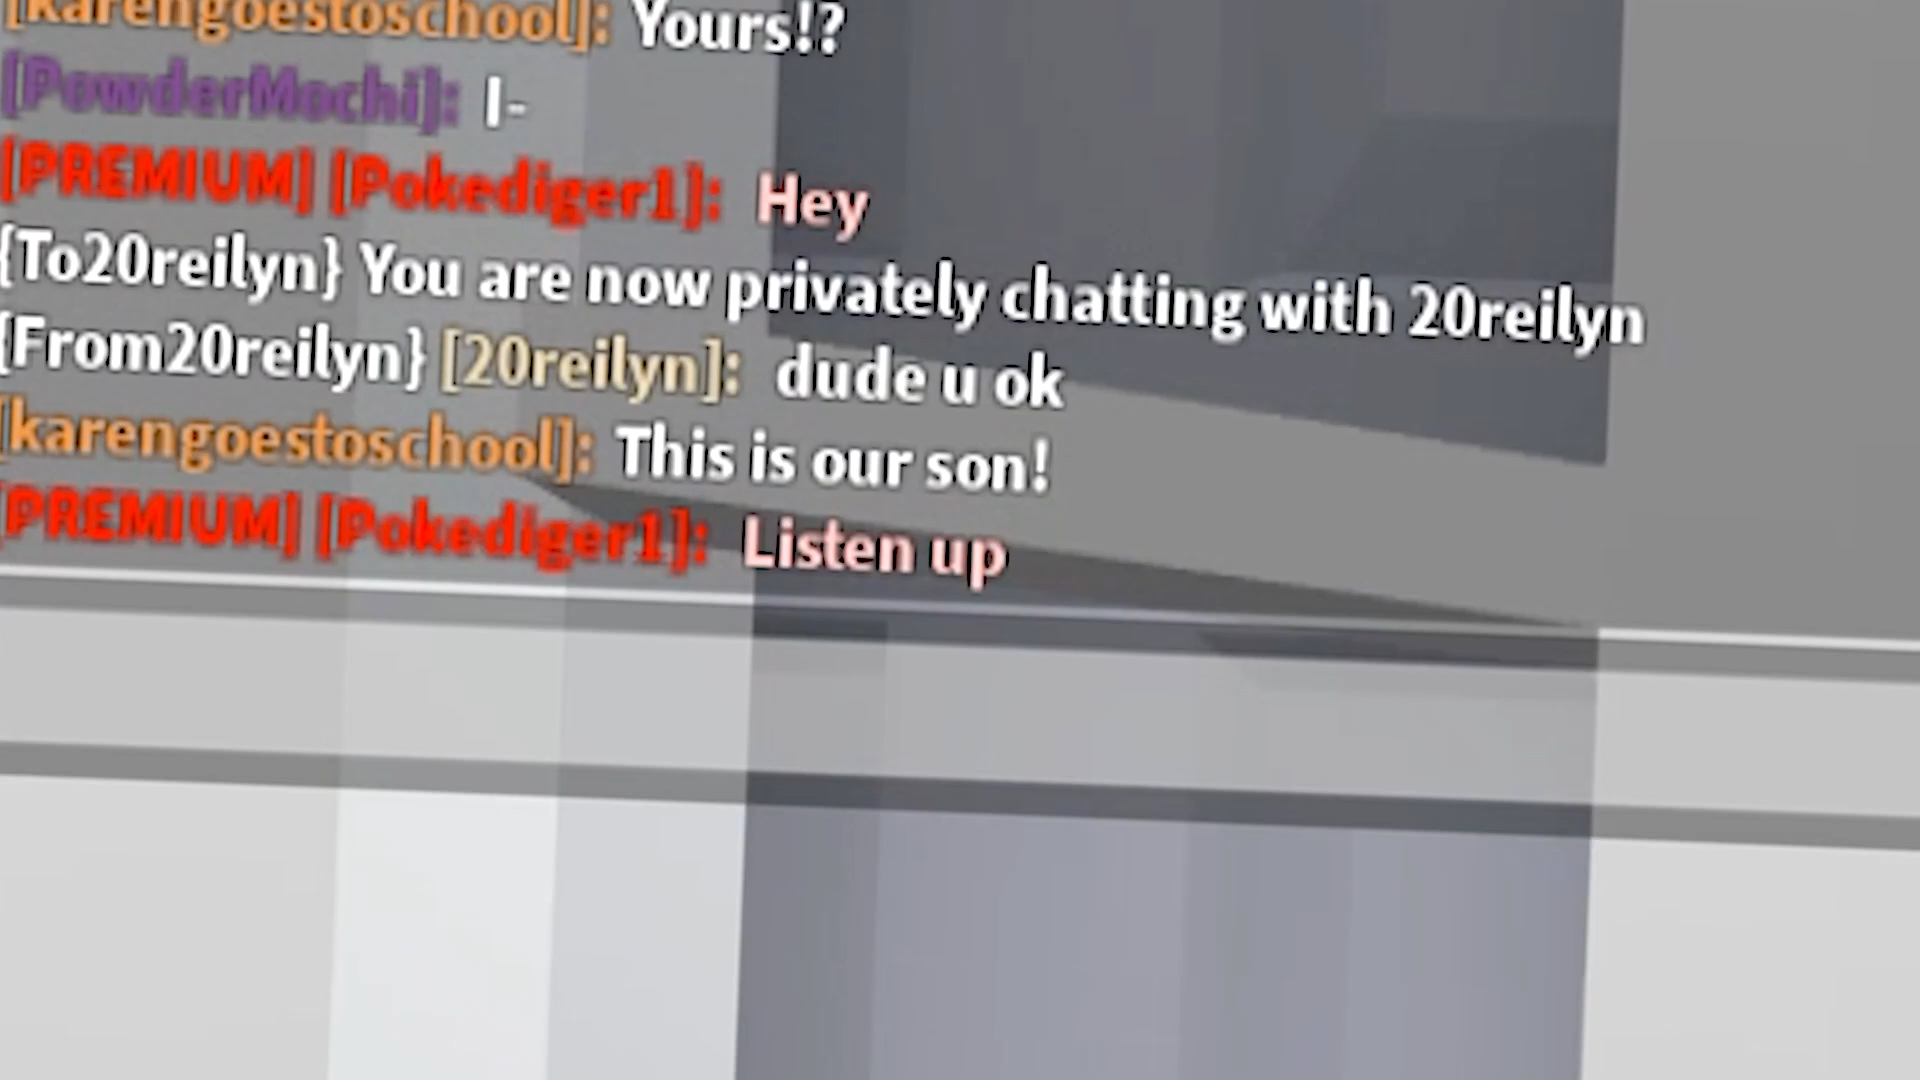 [karengoestoschool]: Yours!?
[PowderMochi]: I-
[PREMIUM] [Pokediger1]: Hey
{To20reilyn} You are now privately chatting with 20reilyn
{From20reilyn} [20reilyn]: dude u ok
[karengoestoschool]: This is our son!
[PREMIUM] [Pokediger1]: Listen up